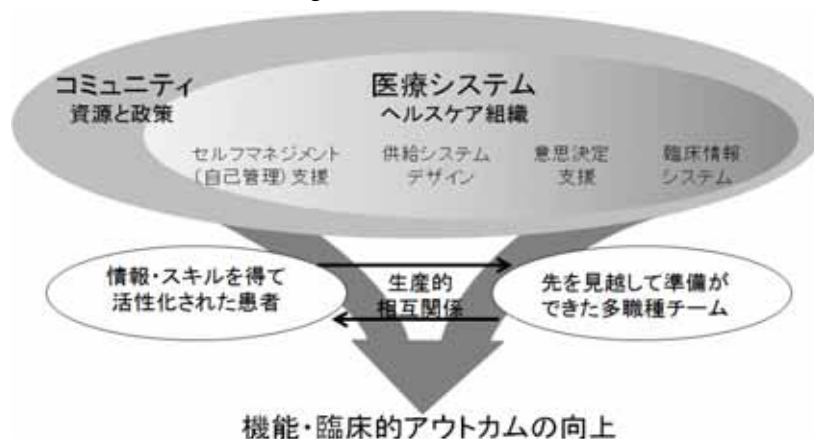 コミュニティ
資源と政策
医療システム
ヘルスケア組織
セルフマネジメント
(自己管理)支援
供給システム
デザイン
意思決定
支援
臨床情報
システム
情報・スキルを得て
活性化された患者
生産的
相互関係
先を見越して準備が
できた多職種チーム
機能・臨床的アウトカムの向上